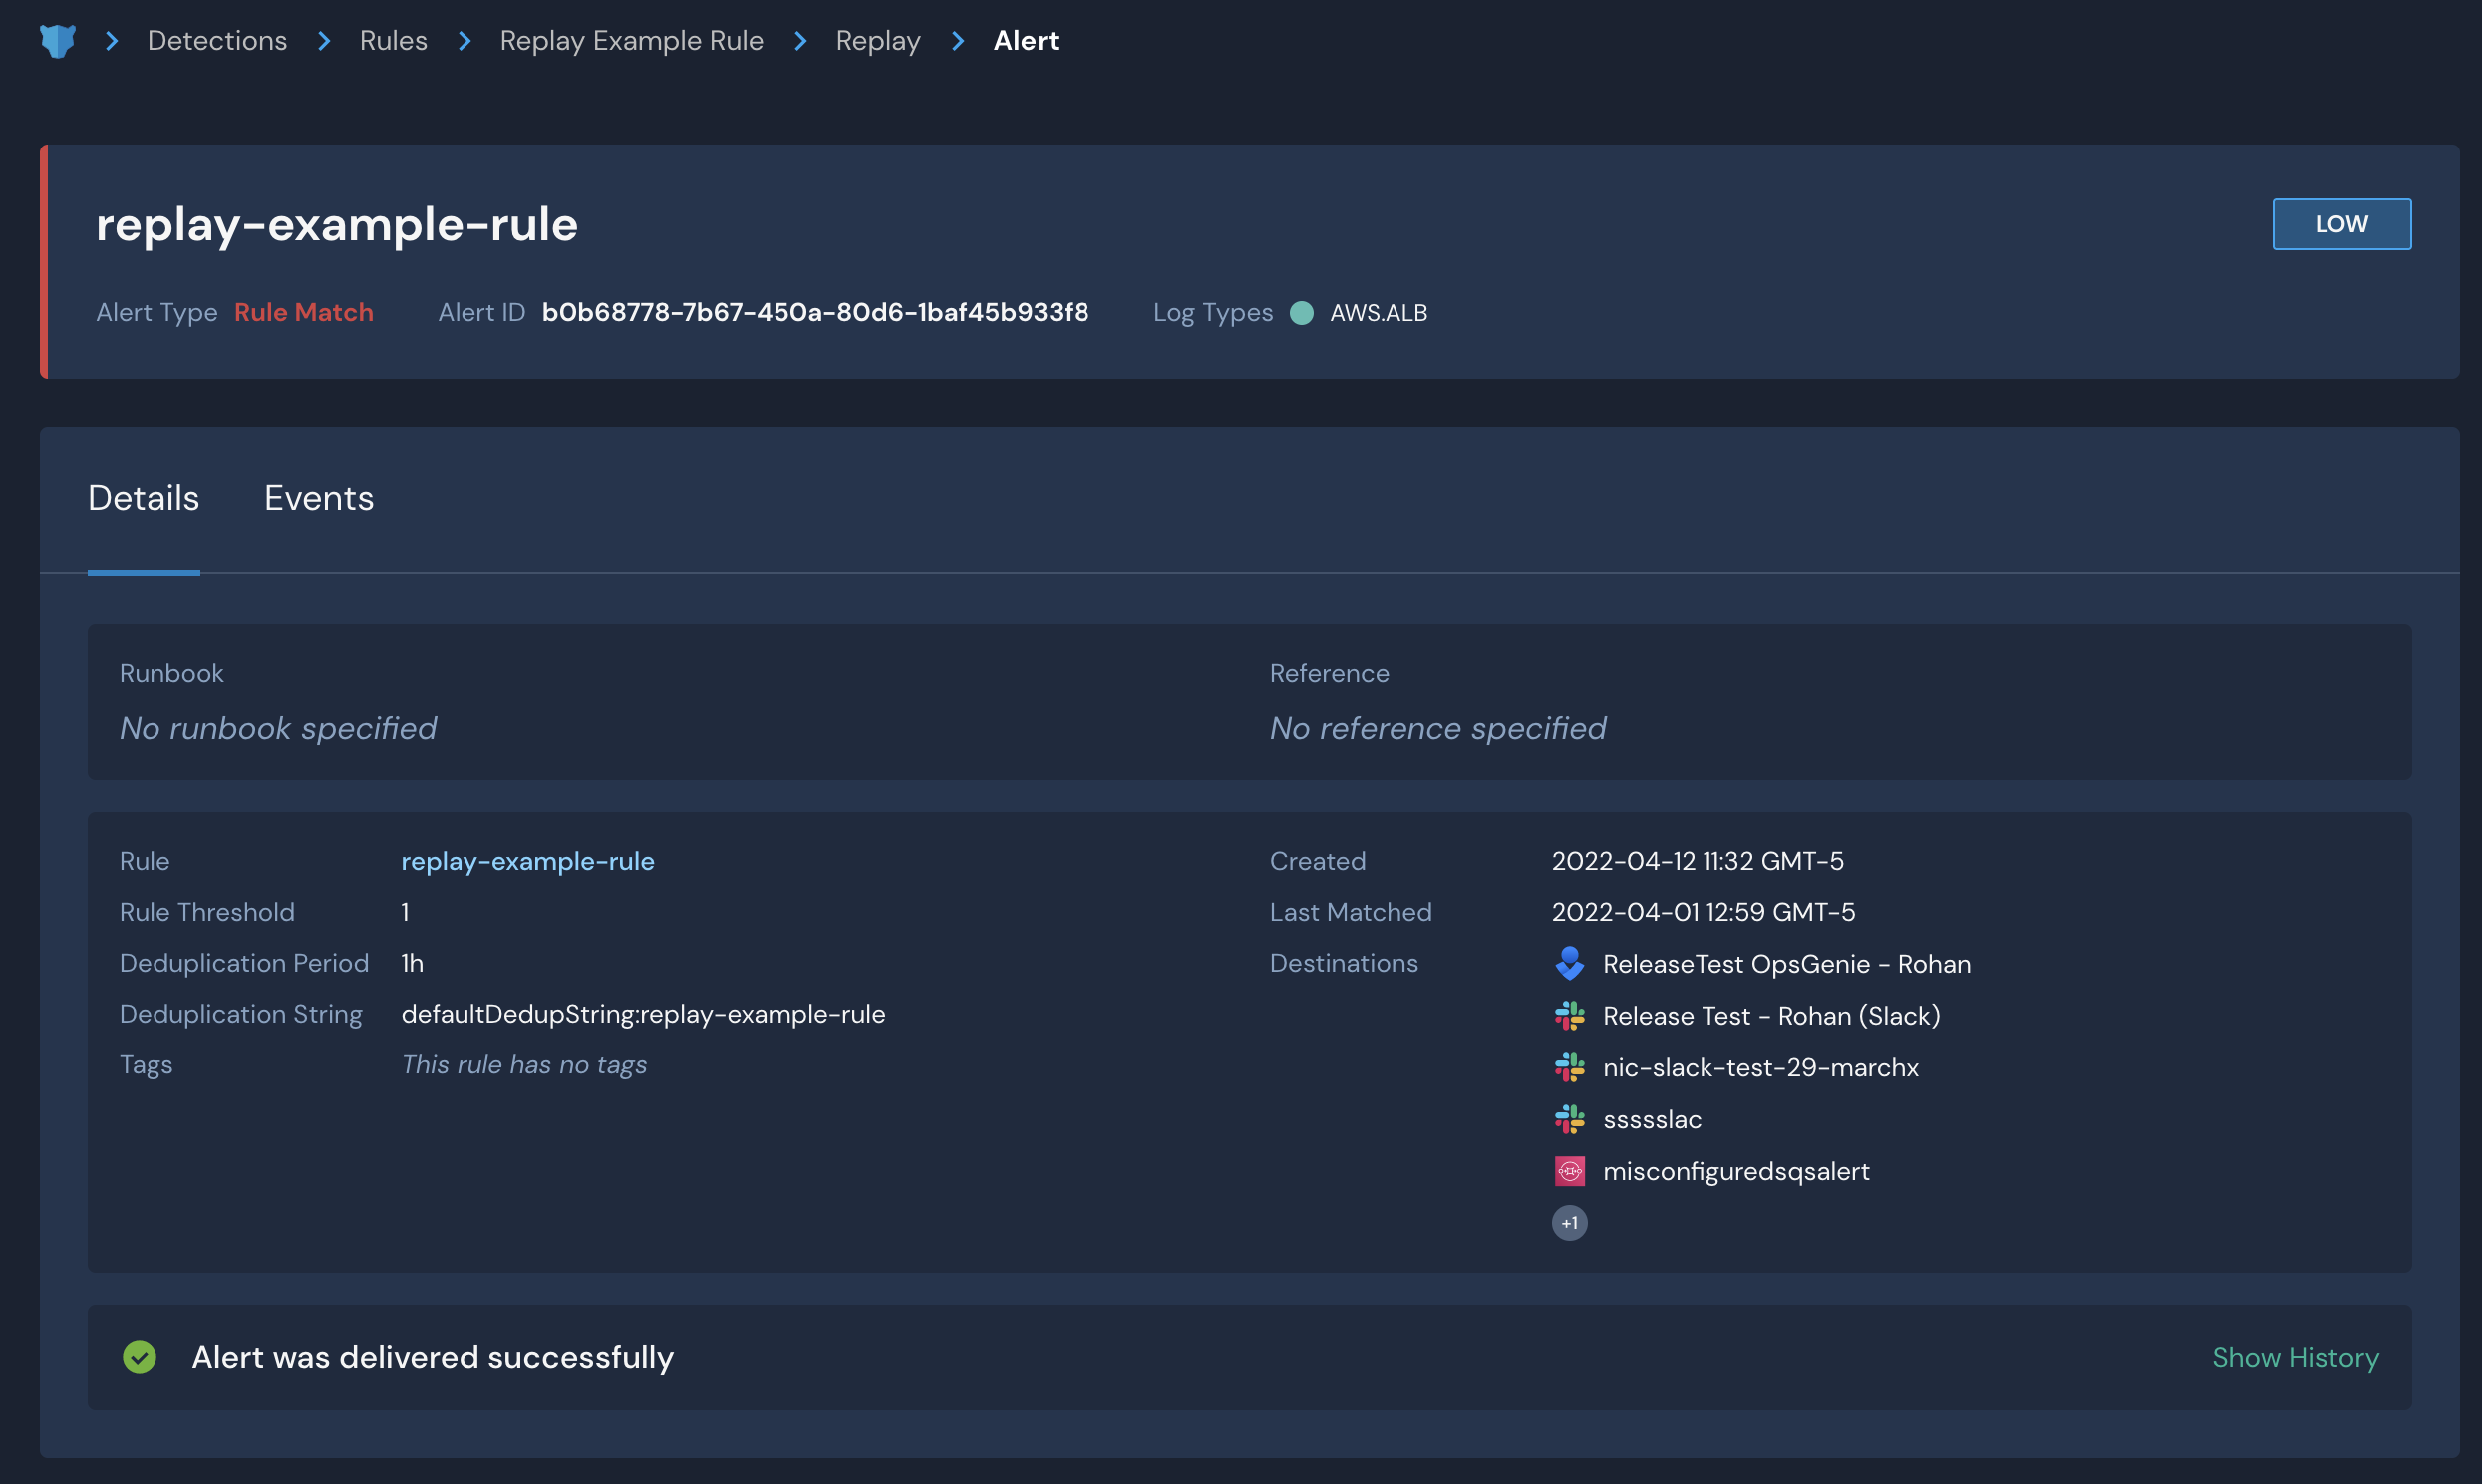 Detections Rules Replay Example Rule Replay Alert
replay-example-rule
LOW
Alert Type Rule Match Alert ID b0b68778-7b67-450a-80d6-1baf45b933f8 Log Types AWS.ALB
Details Events
Runbook
No runbook specified
Reference
No reference specified
Rule replay-example-rule
Rule Threshold 1
Deduplication Period 1h
Deduplication String defaultDedupString:replay-example-rule
Tags This rule has no tags
Created 2022-04-12 11:32 GMT-5
Last Matched 2022-04-01 12:59 GMT-5
Destinations ReleaseTest OpsGenie - Rohan
Release Test - Rohan (Slack)
nic-slack-test-29-marchx
ssssslac
misconfiguredsqsalert
+1
Alert was delivered successfully Show History